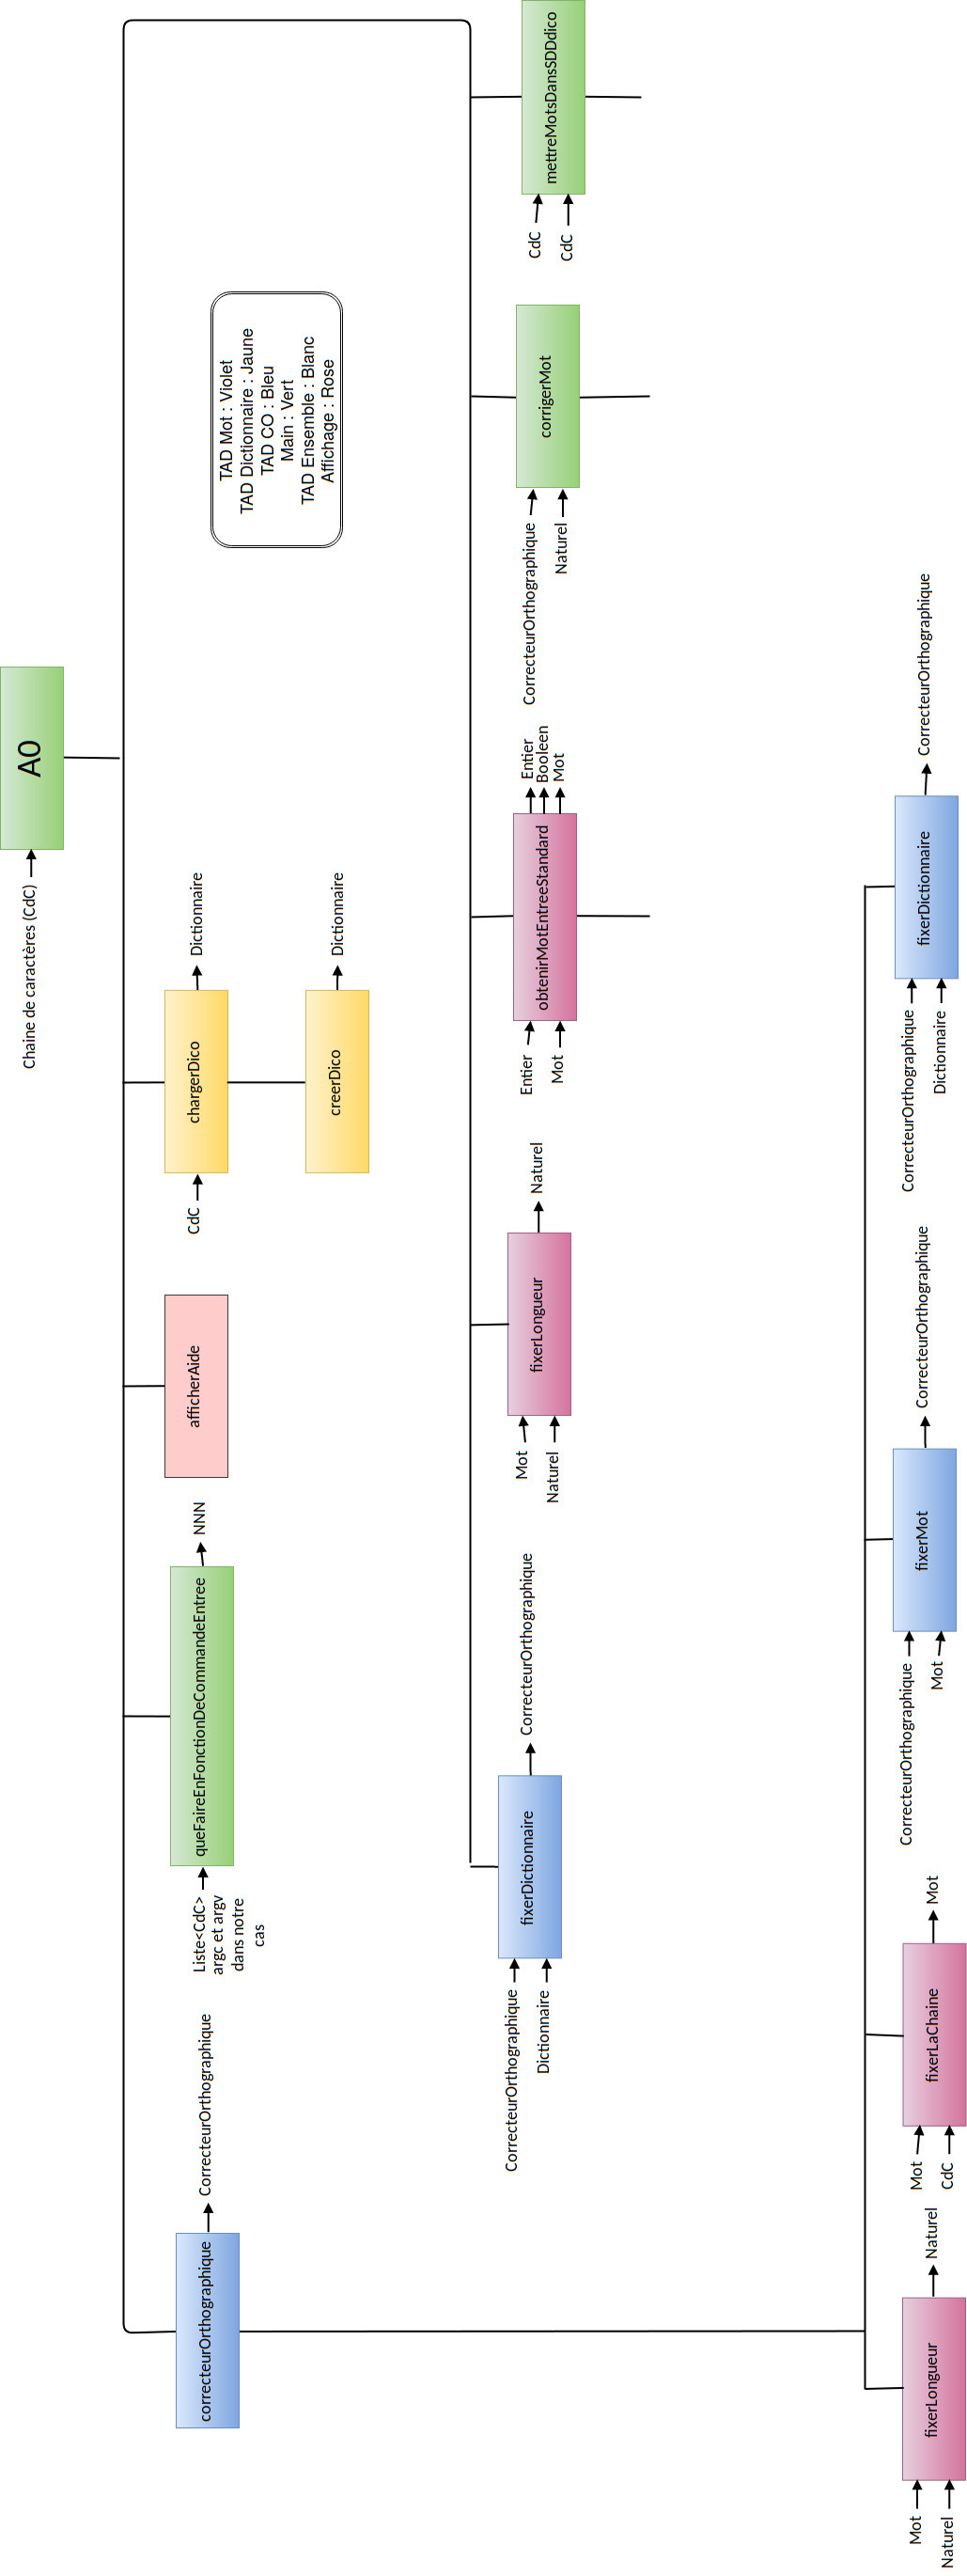 A0
Chaine de caractères (CdC)
TAD Mot : Violet
TAD Dictionnaire : Jaune
TAD CO : Bleu
Main : Vert
TAD Ensemble : Blanc
Affichage : Rose
correcteurOrthographique
CorrecteurOrthographique
Liste<CdC>
argc et argv
dans notre
cas
queFaireEnFonctionDeCommandeEntree
NNN
afficherAide
CdC
chargerDico
Dictionnaire
creerDico
Dictionnaire
CorrecteurOrthographique
Dictionnaire
fixerDictionnaire
CorrecteurOrthographique
Mot
Naturel
fixerLongueur
Naturel
Entier
Mot
obtenirMotEntreeStandard
Entier
Booleen
Mot
CorrecteurOrthographique
Naturel
corrigerMot
CdC
CdC
mettreMotsDansSDDdico
Mot
Naturel
fixerLongueur
Naturel
Mot
CdC
fixerLaChaine
Mot
CorrecteurOrthographique
Mot
fixerMot
CorrecteurOrthographique
CorrecteurOrthographique
Dictionnaire
fixerDictionnaire
CorrecteurOrthographique